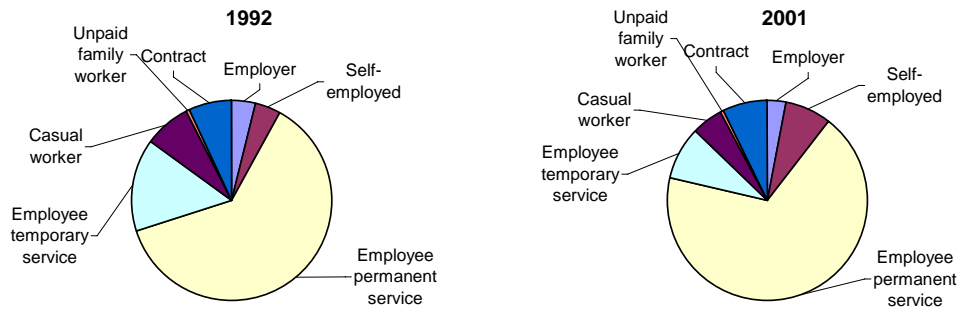 1992
Unpaid
family
worker
Contract
Employer
Self-
employed
Casual
worker
Employee
temporary
service
Employee
permanent
service
2001
Unpaid
family
worker
Contract
Employer
Self-
employed
Casual
worker
Employee
temporary
service
Employee
permanent
service